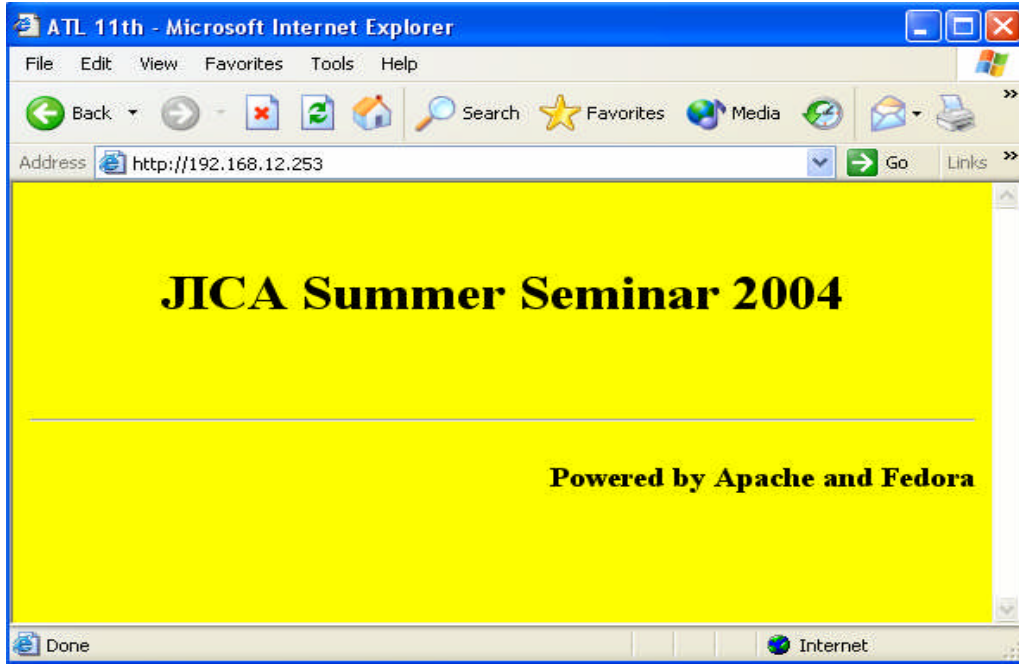 ATL 11th - Microsoft Internet Explorer
File Edit View Favorites Tools Help
Back Search Favorites Media
Address http://192.168.12.253 Go Links
JICA Summer Seminar 2004
Powered by Apache and Fedora
Done Internet